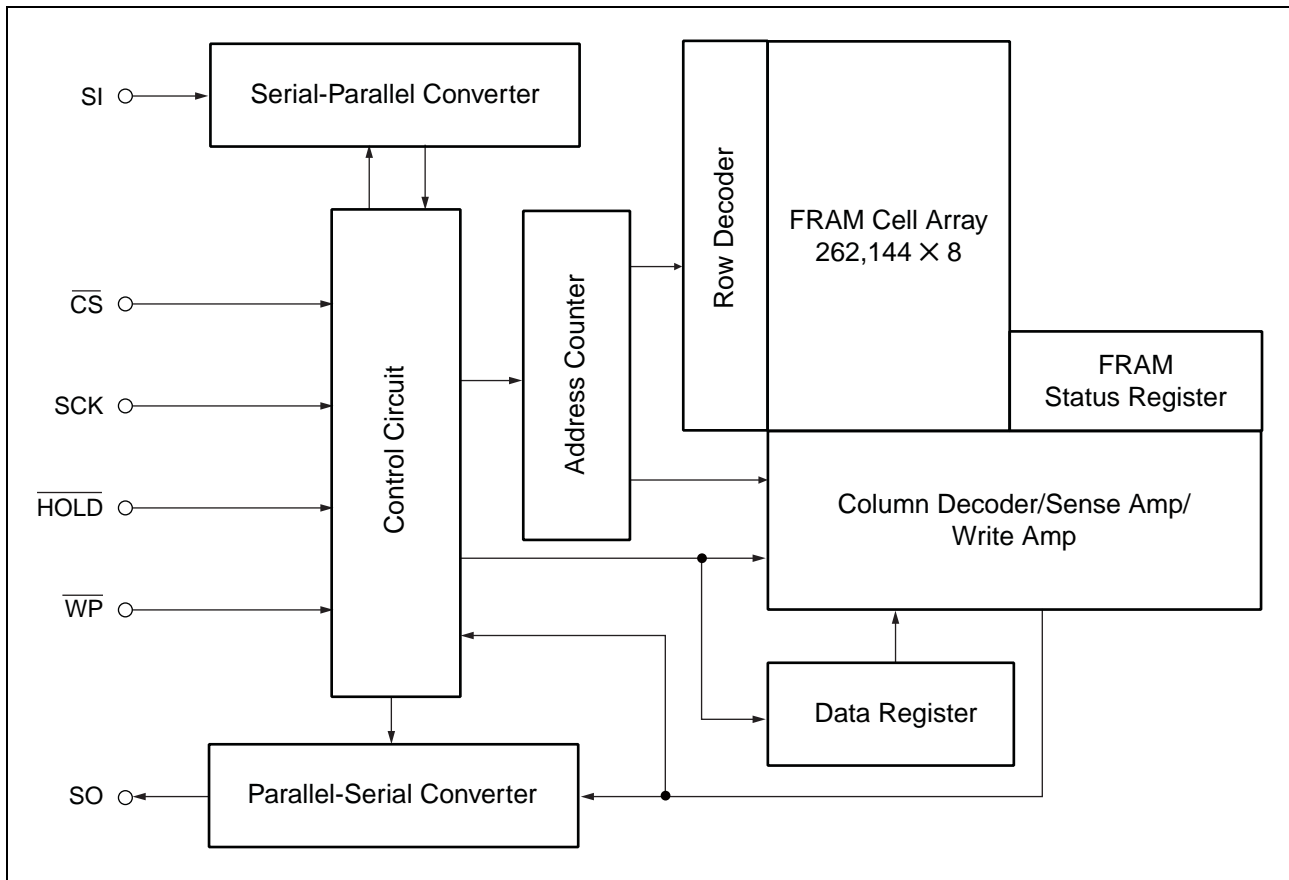 SI
Serial-Parallel Converter
Row Decoder
FRAM Cell Array
262,144 × 8
CS
SCK
HOLD
WP
Control Circuit
Address Counter
FRAM
Status Register
Column Decoder/Sense Amp/
Write Amp
Data Register
SO
Parallel-Serial Converter